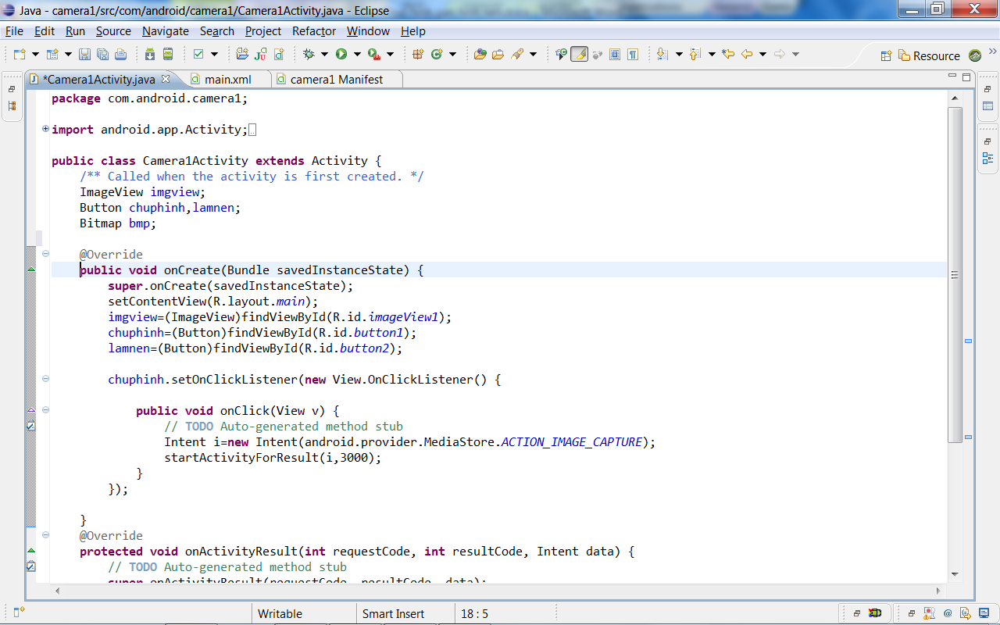 Java - camera1/src/com/android/camera1/Camera1Activity.java - Eclipse
File Edit Run Source Navigate Search Project Refactor Window Help
Resource
*Camera1Activity.java main.xml camera1 Manifest
package com.android.camera1;
import android.app.Activity;
public class Camera1Activity extends Activity {
/** Called when the activity is first created. */
ImageView imgview;
Button chuphinh,lamnen;
Bitmap bmp;
@Override
public void onCreate(Bundle savedInstanceState) {
super.onCreate(savedInstanceState);
setContentView(R.layout.main);
imgview=(ImageView)findViewById(R.id.imageView1);
chuphinh=(Button)findViewById(R.id.button1);
lamnen=(Button)findViewById(R.id.button2);
chuphinh.setOnClickListener(new View.OnClickListener() {
public void onClick(View v) {
// TODO Auto-generated method stub
Intent i=new Intent(android.provider.MediaStore.ACTION_IMAGE_CAPTURE);
startActivityForResult(i,3000);
}
});
}
@Override
protected void onActivityResult(int requestCode, int resultCode, Intent data) {
// TODO Auto-generated method stub
super.onActivityResult(requestCode, resultCode, data);
Writable Smart Insert 18 : 5